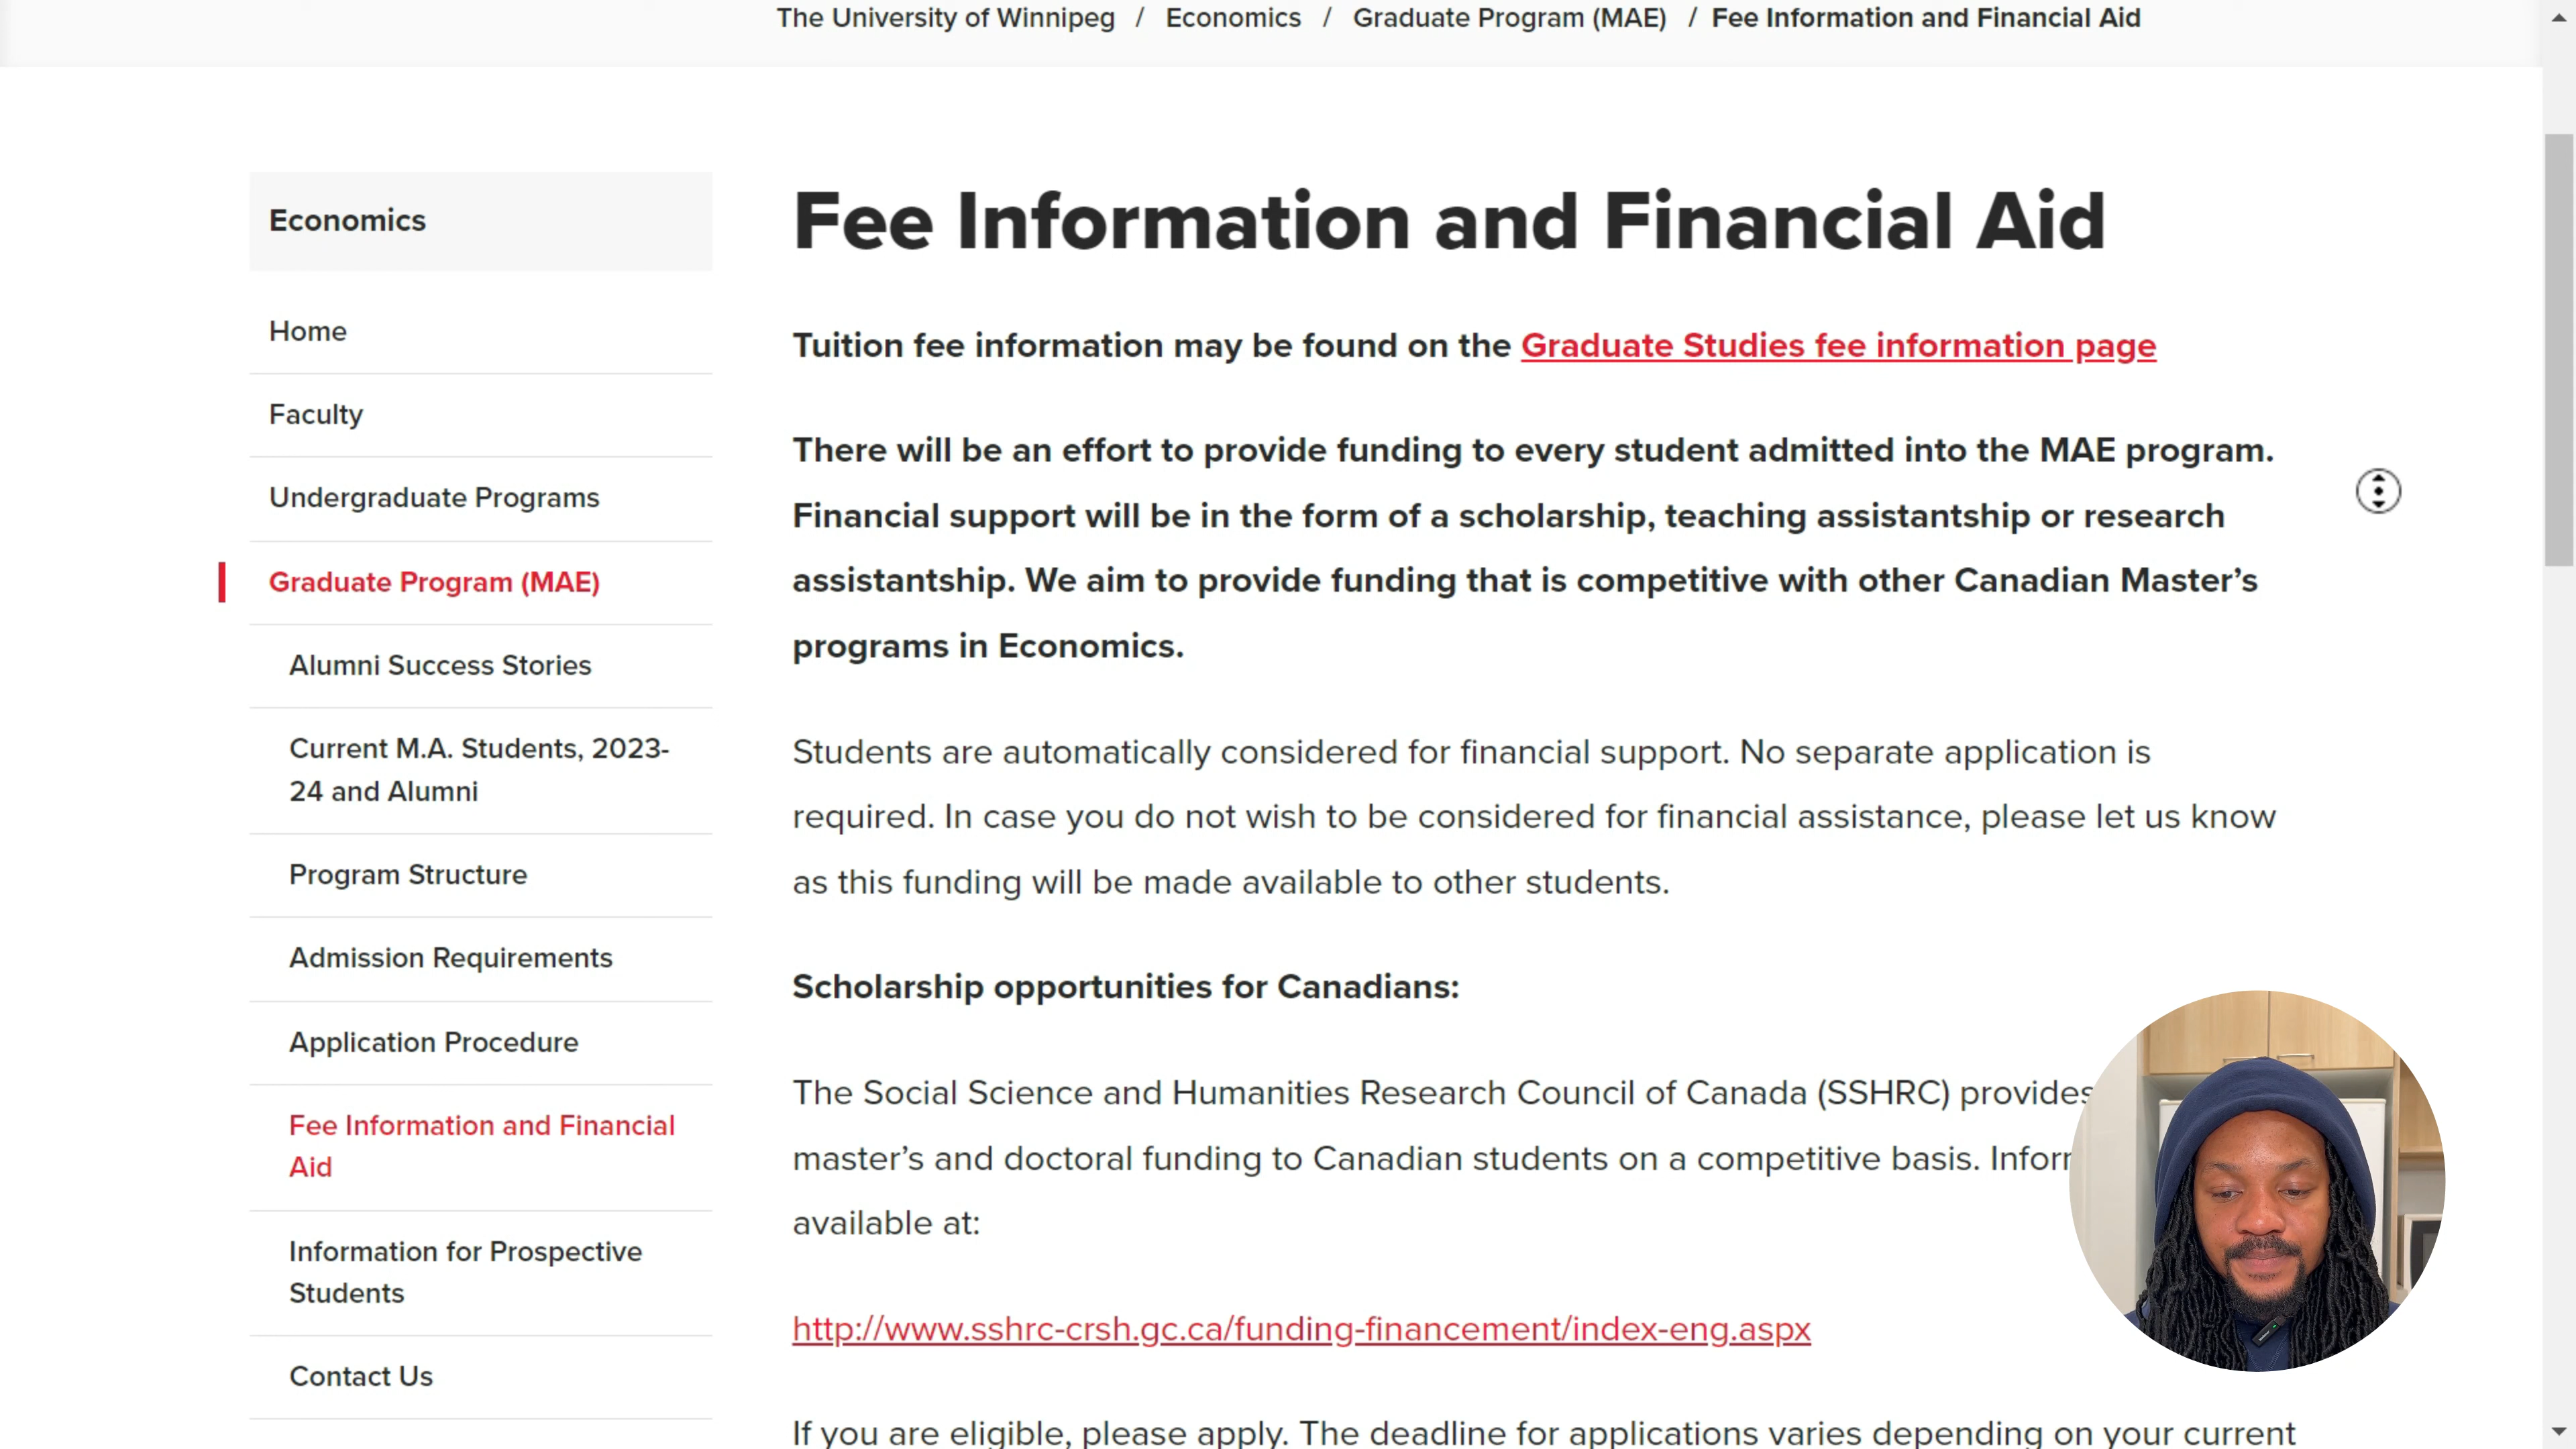 The University of Winnipeg / Economics / Graduate Program (MAE) / Fee Information and Financial Aid
Economics
Home
Faculty
Undergraduate Programs
Graduate Program (MAE)
Alumni Success Stories
Current M.A. Students, 2023-
24 and Alumni
Program Structure
Admission Requirements
Application Procedure
Fee Information and Financial
Aid
Information for Prospective
Students
Contact Us
Fee Information and Financial Aid
Tuition fee information may be found on the Graduate Studies fee information page
There will be an effort to provide funding to every student admitted into the MAE program.
Financial support will be in the form of a scholarship, teaching assistantship or research
assistantship. We aim to provide funding that is competitive with other Canadian Master’s
programs in Economics.
Students are automatically considered for financial support. No separate application is
required. In case you do not wish to be considered for financial assistance, please let us know
as this funding will be made available to other students.
Scholarship opportunities for Canadians:
The Social Science and Humanities Research Council of Canada (SSHRC) provides
master’s and doctoral funding to Canadian students on a competitive basis.
available at:
http://www.sshrc-crsh.gc.ca/funding-financement/index-eng.aspx
If you are eligible, please apply. The deadline for applications varies depending on your current